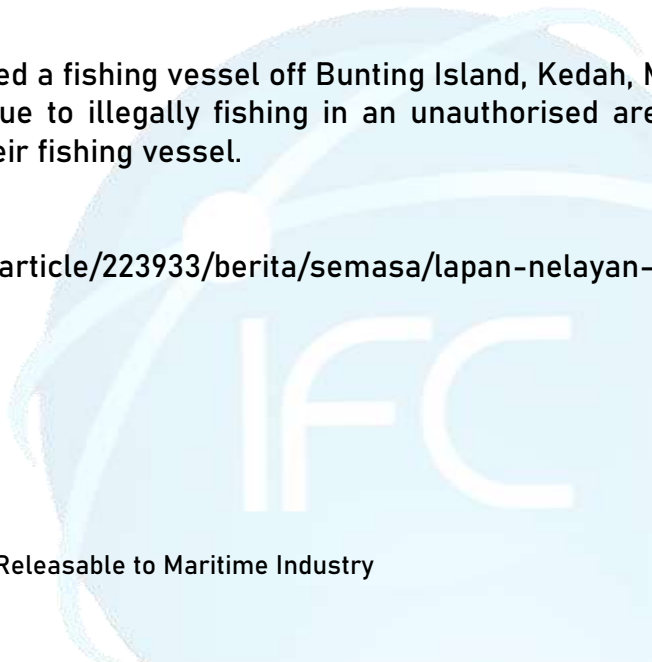 ed a fishing vessel off Bunting Island, Kedah,
ue to illegally fishing in an unauthorised
eir fishing vessel.
article/223933/berita/semasa/lapan-nelayan-
IFC
Releasable to Maritime Industry